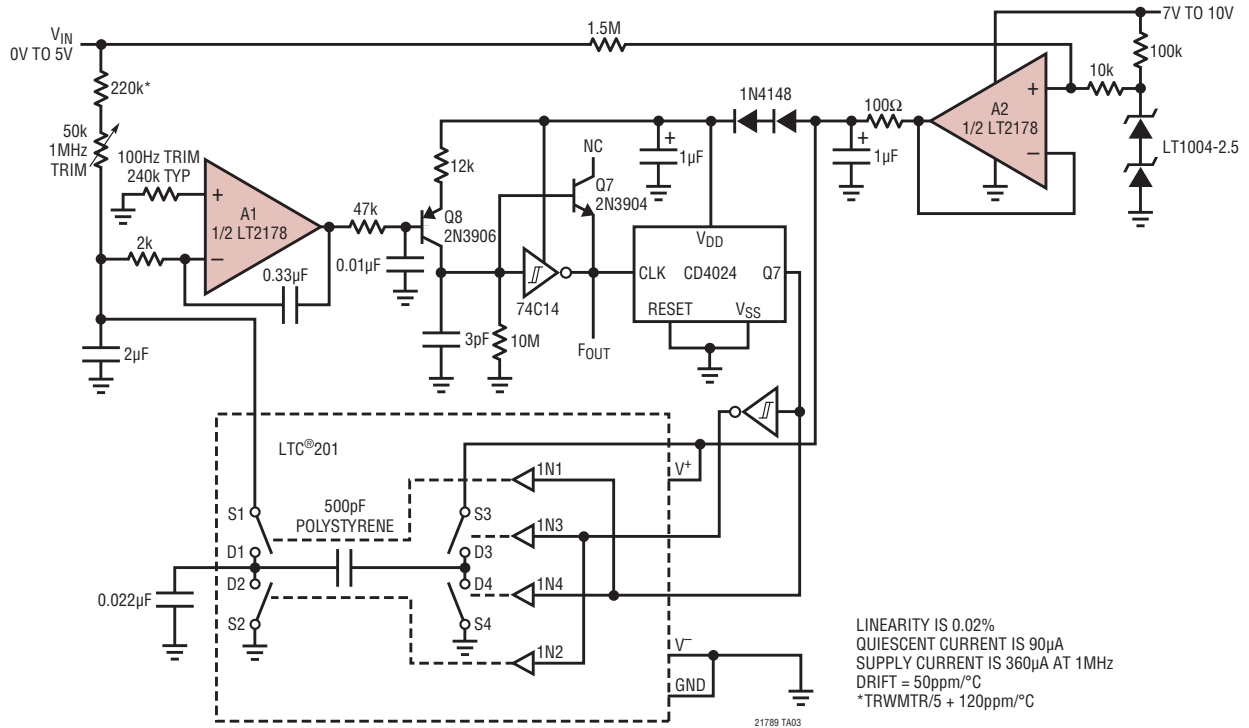 VIN
0V TO 5V
1.5M
7V TO 10V
220k*
100k
10k
50k
1MHz
TRIM
1N4148
100Ω
A2
1/2 LT2178
+
–
LT1004-2.5
100Hz TRIM
240k TYP
+
1µF
+
1µF
12k
NC
Q7
2N3904
+
A1
1/2 LT2178
–
47k
Q8
2N3906
2k
0.33µF
0.01µF
74C14
VDD
CLK
CD4024
Q7
RESET
VSS
2µF
3pF
10M
FOUT
LTC®201
V+
500pF
POLYSTYRENE
1N1
S1
S3
1N3
D1
D3
D2
D4
1N4
0.022µF
S2
S4
1N2
V–
GND
LINEARITY IS 0.02%
QUIESCENT CURRENT IS 90µA
SUPPLY CURRENT IS 360µA AT 1MHz
DRIFT = 50ppm/°C
*TRWMTR/5 + 120ppm/°C
21789 TA03